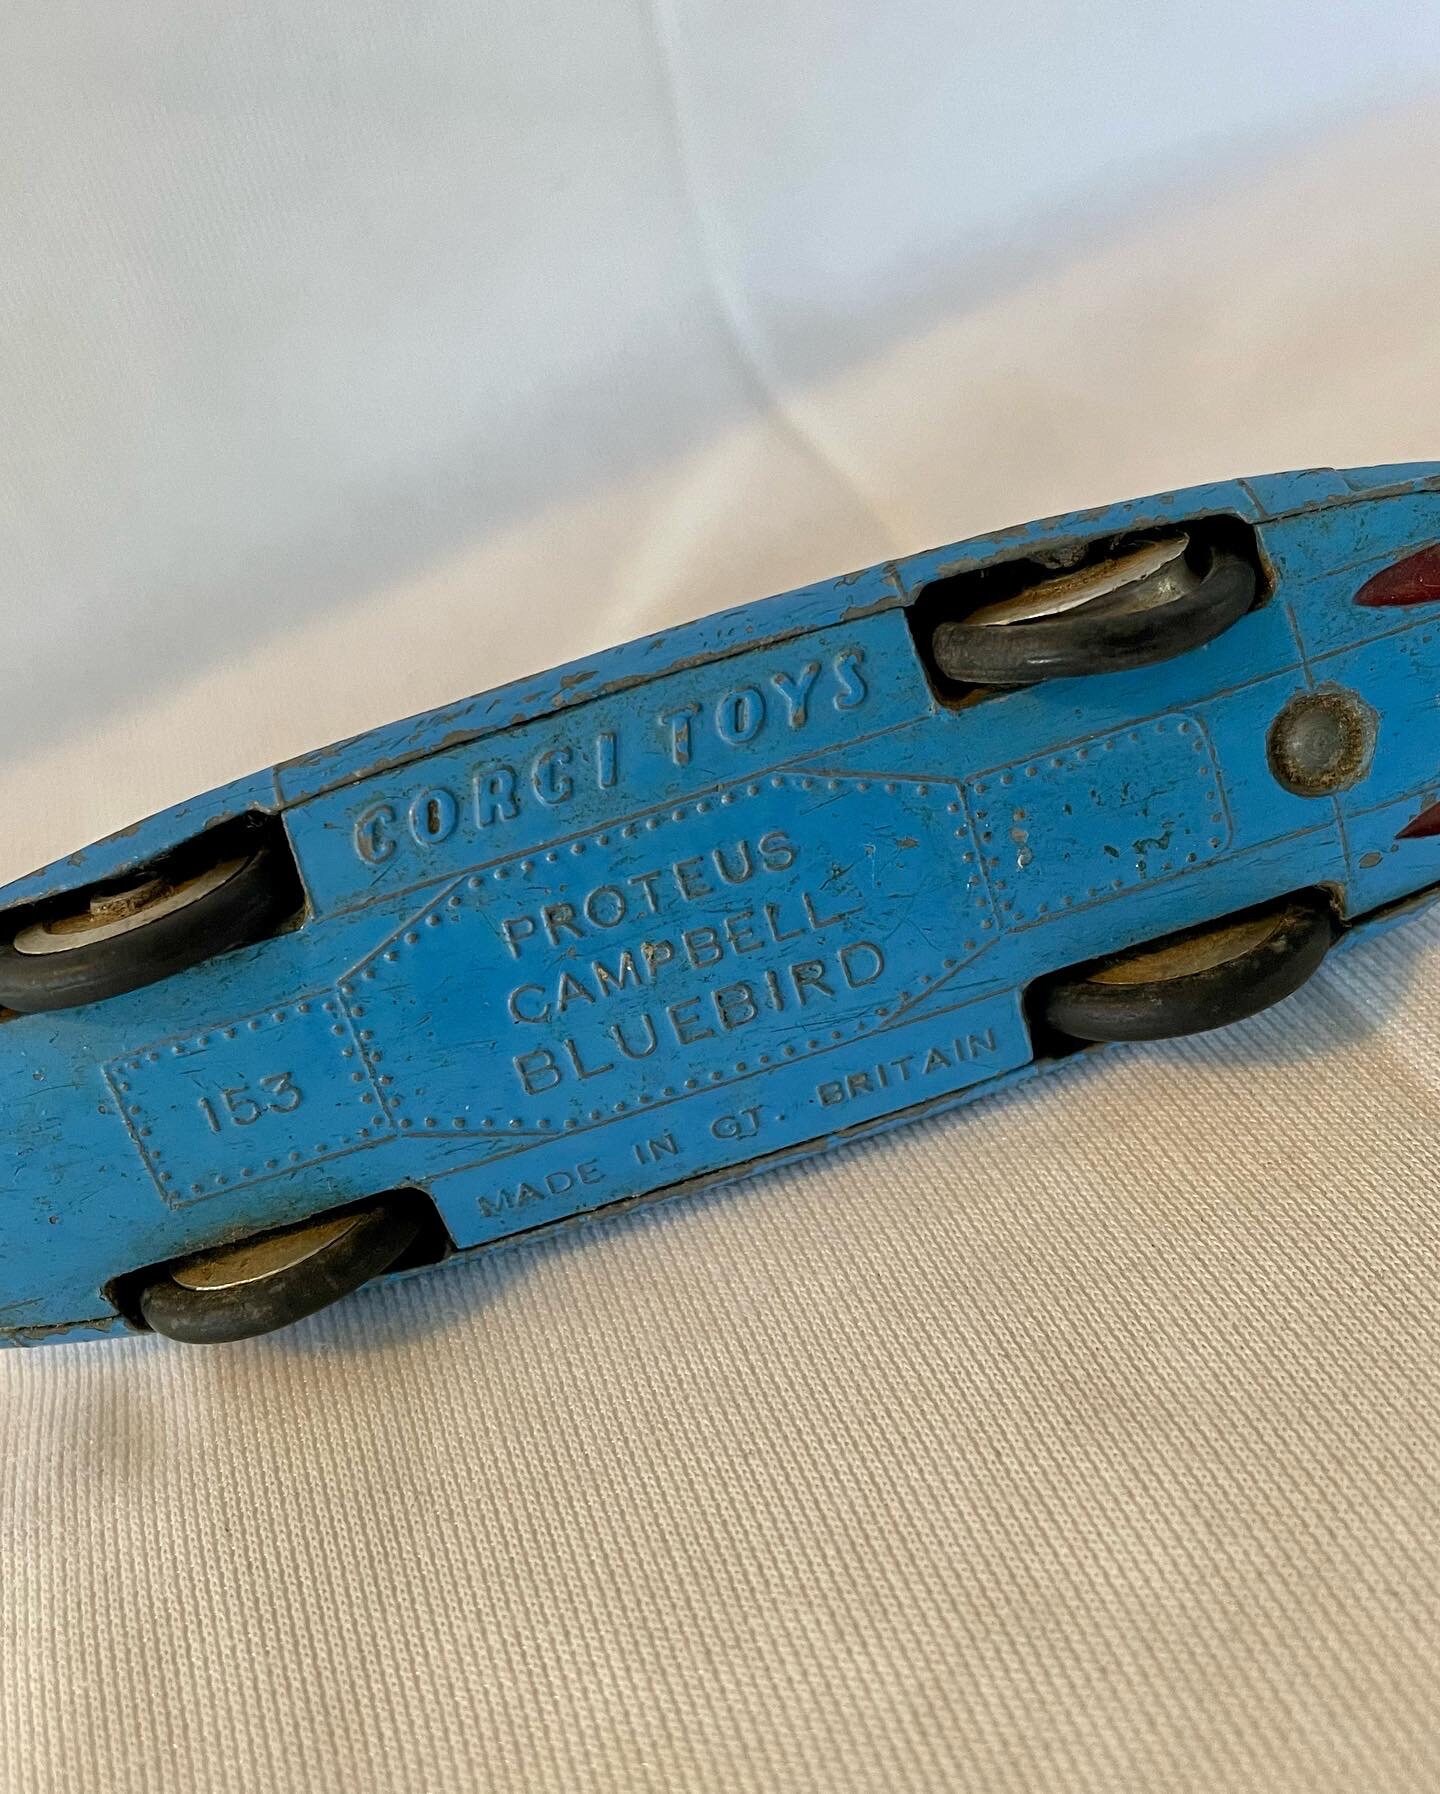 CORGI TOYS
PROTEUS
CAMPBELL
BLUEBIRD
153
MADE IN GT. BRITAIN